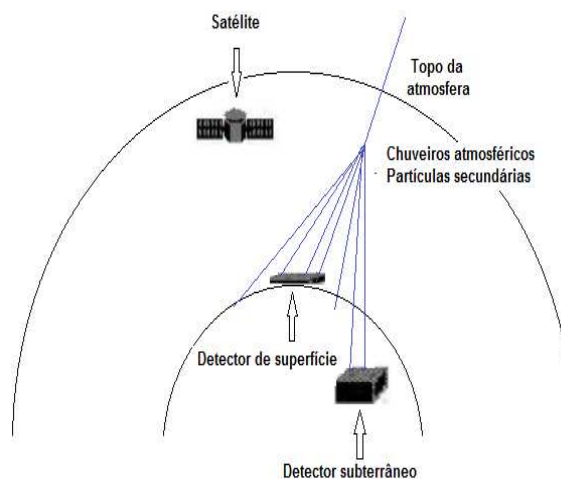 Satélite
Topo da
atmosfera
Chuveiros atmosféricos
Partículas secundárias
Detector de superfície
Detector subterrâneo